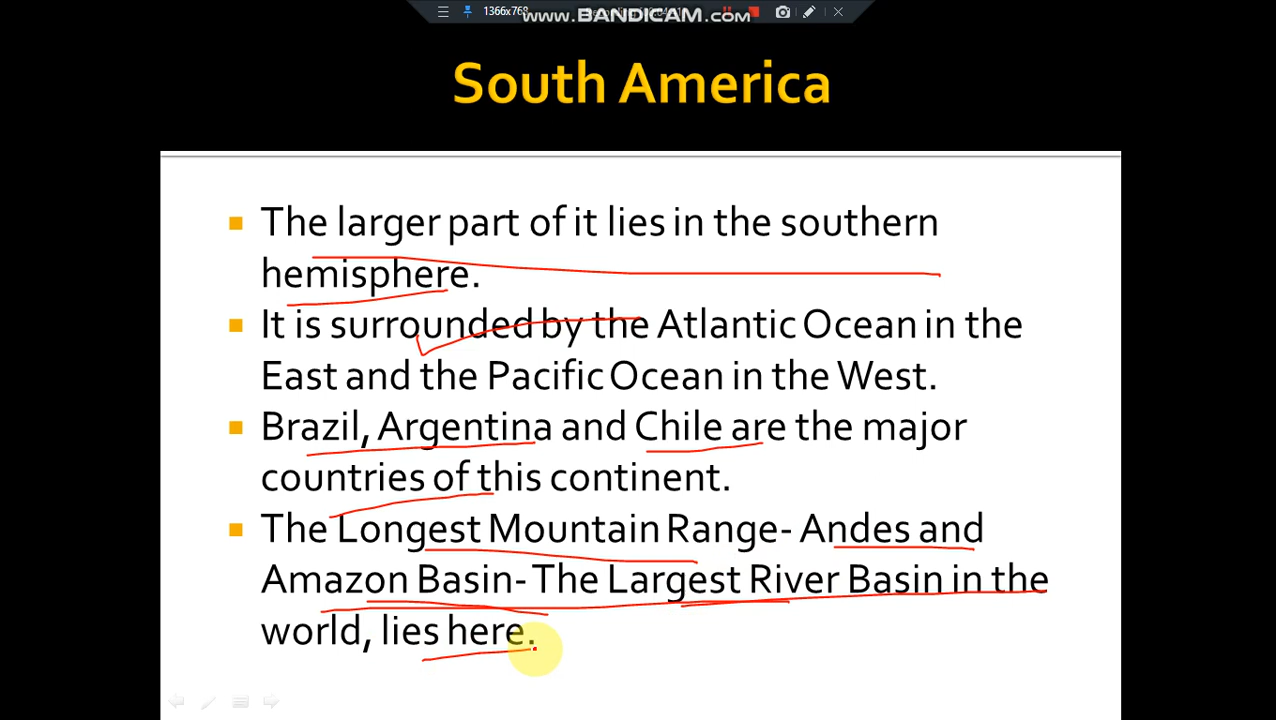 1366x768
www.BANDICAM.com
South America
The larger part of it lies in the southern
hemisphere.
It is surrounded by the Atlantic Ocean in the
East and the Pacific Ocean in the West.
Brazil, Argentina and Chile are the major
countries of this continent.
The Longest Mountain Range- Andes and
Amazon Basin- The Largest River Basin in the
world, lies here.